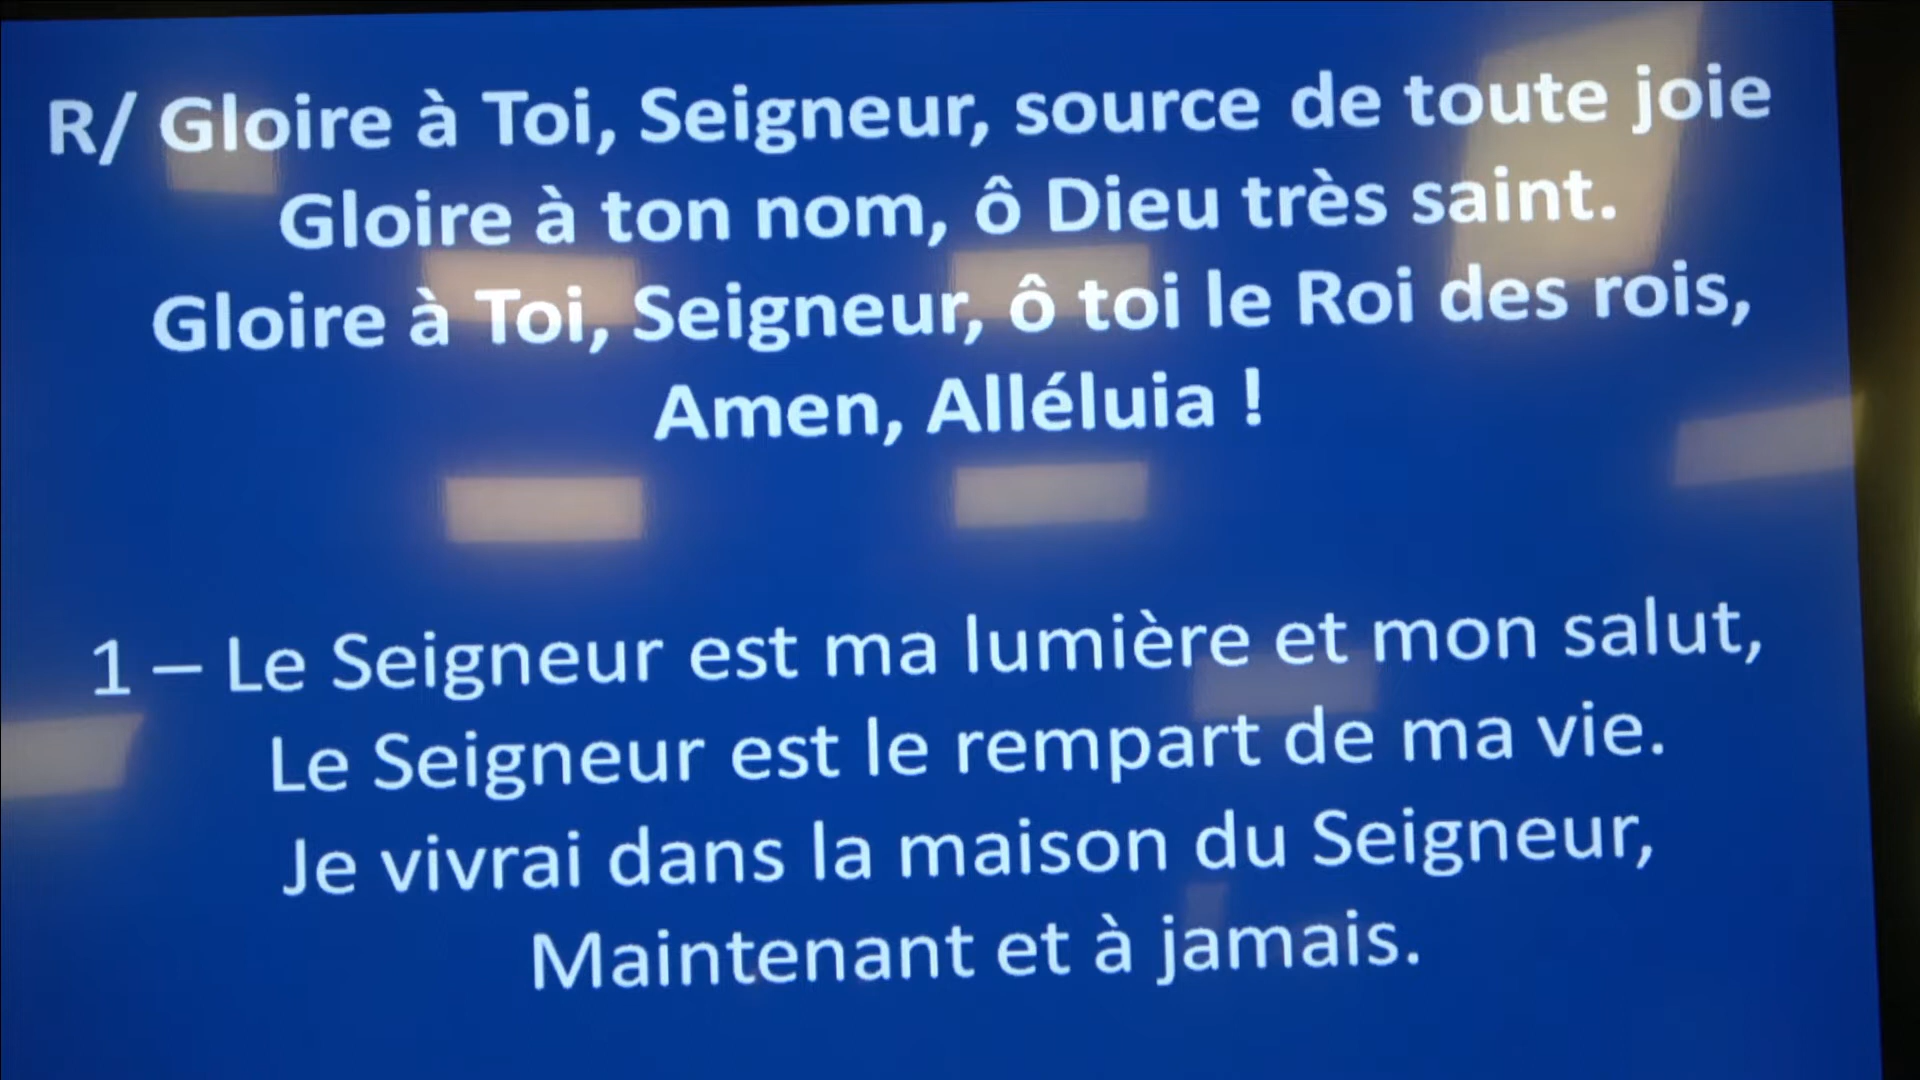 R/ Gloire à Toi, Seigneur, source de toute joie
Gloire à ton nom, ô Dieu très saint.
Gloire à Toi, Seigneur, ô toi le Roi des rois,
Amen, Alléluia !
1 – Le Seigneur est ma lumière et mon salut,
Le Seigneur est le rempart de ma vie.
Je vivrai dans la maison du Seigneur,
Maintenant et à jamais.